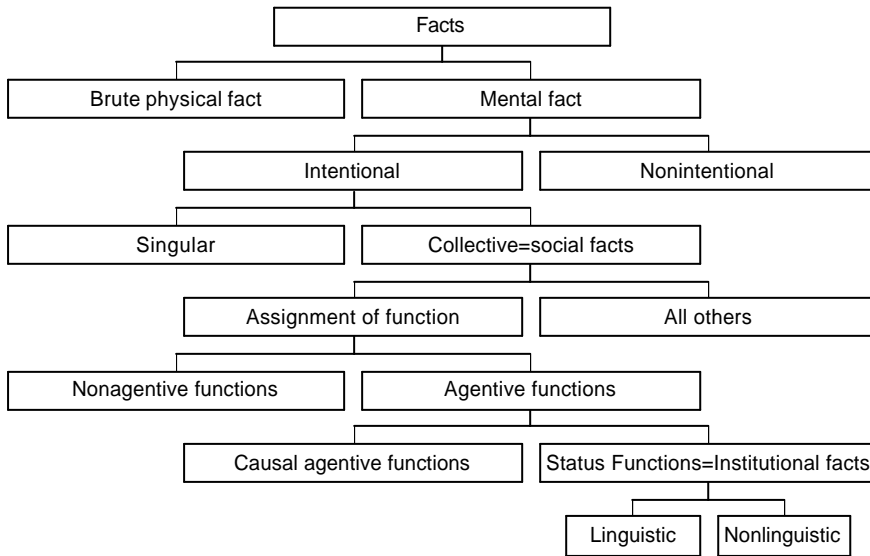 Facts
Brute physical fact
Mental fact
Intentional
Nonintentional
Singular
Collective=social facts
Assignment of function
All others
Nonagentive functions
Agentive functions
Causal agentive functions
Status Functions=Institutional facts
Linguistic
Nonlinguistic